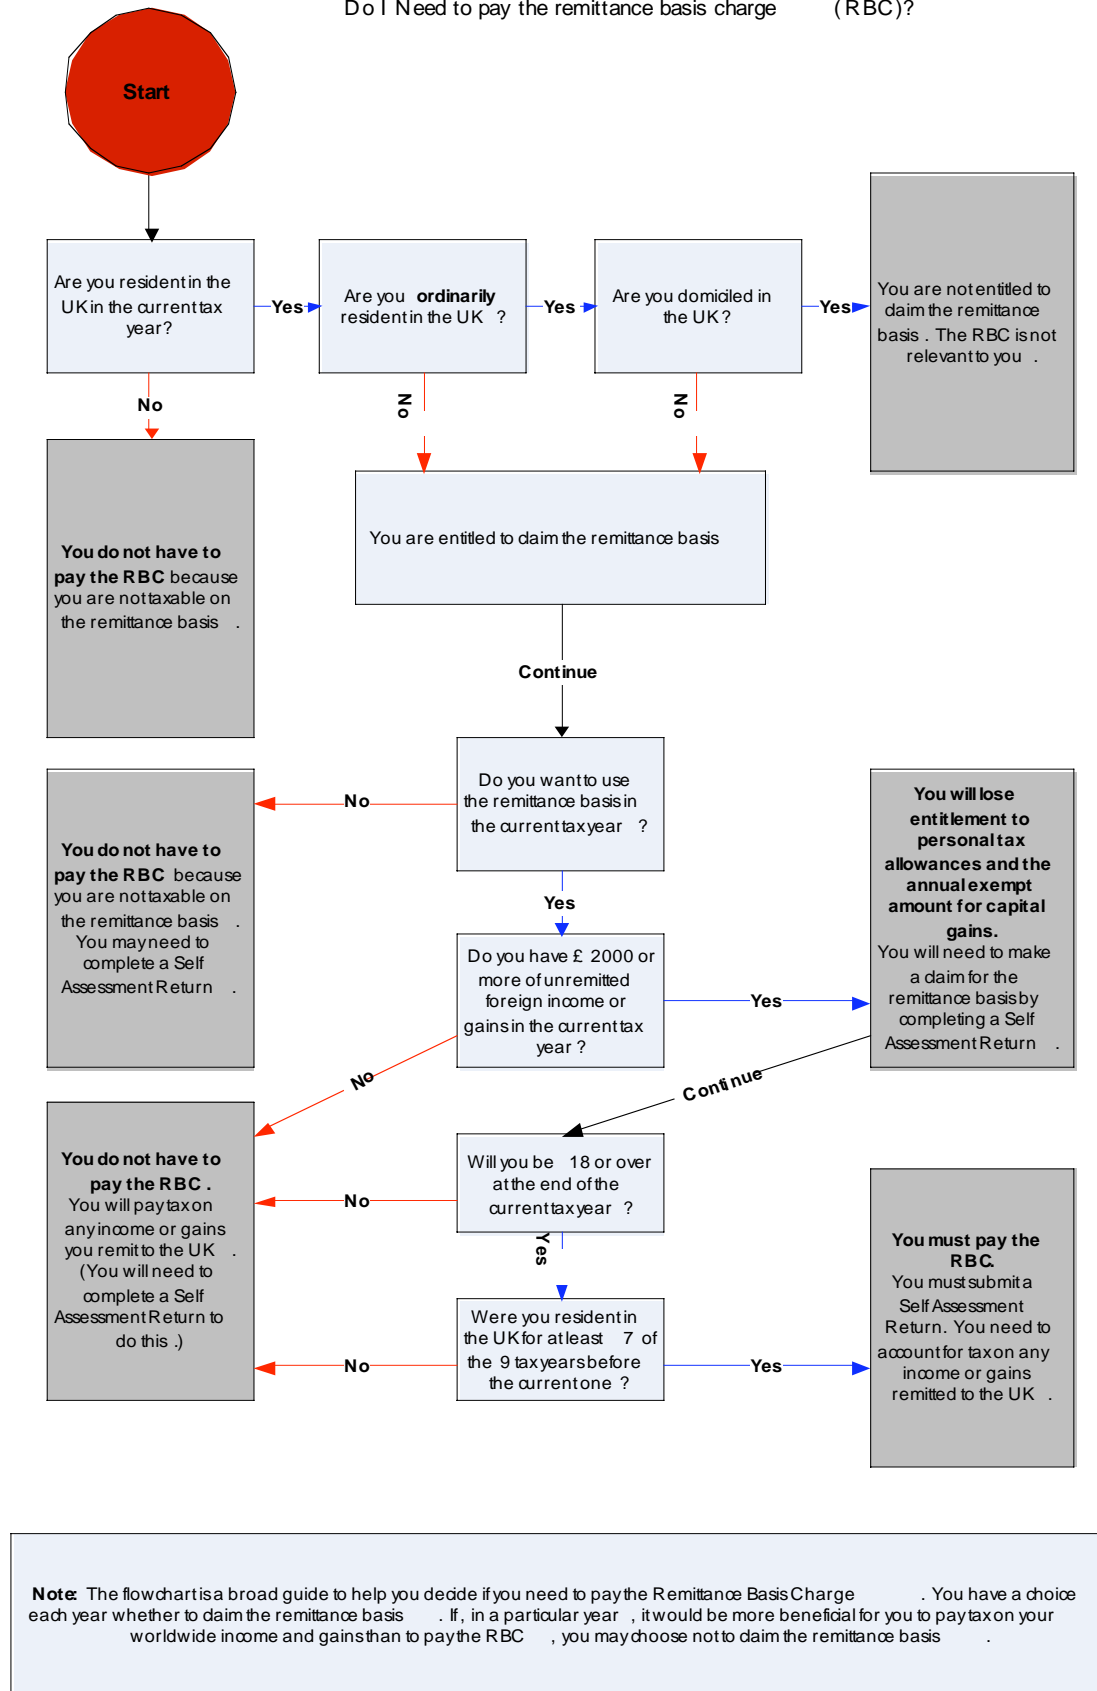 Do I Need to pay the remittance basis charge (RBC)?
Start
Are you resident in the
UK in the current tax
year?
Yes
Are you ordinarily
resident in the UK ?
Yes
Are you domiciled in
the UK?
Yes
You are not entitled to
claim the remittance
basis . The RBC is not
relevant to you .
No
No
No
You do not have to
pay the RBC because
you are not taxable on
the remittance basis .
You are entitled to claim the remittance basis
Continue
Do you want to use
the remittance basis in
the current tax year ?
No
You do not have to
pay the RBC because
you are not taxable on
the remittance basis .
You may need to
complete a Self
Assessment Return .
Yes
Do you have £ 2000 or
more of unremitted
foreign income or
gains in the current tax
year ?
Yes
You will lose
entitlement to
personal tax
allowances and the
annual exempt
amount for capital
gains.
You will need to make
a claim for the
remittance basis by
completing a Self
Assessment Return .
No
Continue
Will you be 18 or over
at the end of the
current tax year ?
No
You do not have to
pay the RBC .
You will pay tax on
any income or gains
you remit to the UK .
(You will need to
complete a Self
Assessment Return to
do this .)
Yes
Were you resident in
the UK for at least 7 of
the 9 tax years before
the current one ?
No
Yes
You must pay the
RBC.
You must submit a
Self Assessment
Return. You need to
account for tax on any
income or gains
remitted to the UK .
Note: The flowchart is a broad guide to help you decide if you need to pay the Remittance Basis Charge . You have a choice
each year whether to claim the remittance basis . If, in a particular year , it would be more beneficial for you to pay tax on your
worldwide income and gains than to pay the RBC , you may choose not to claim the remittance basis .